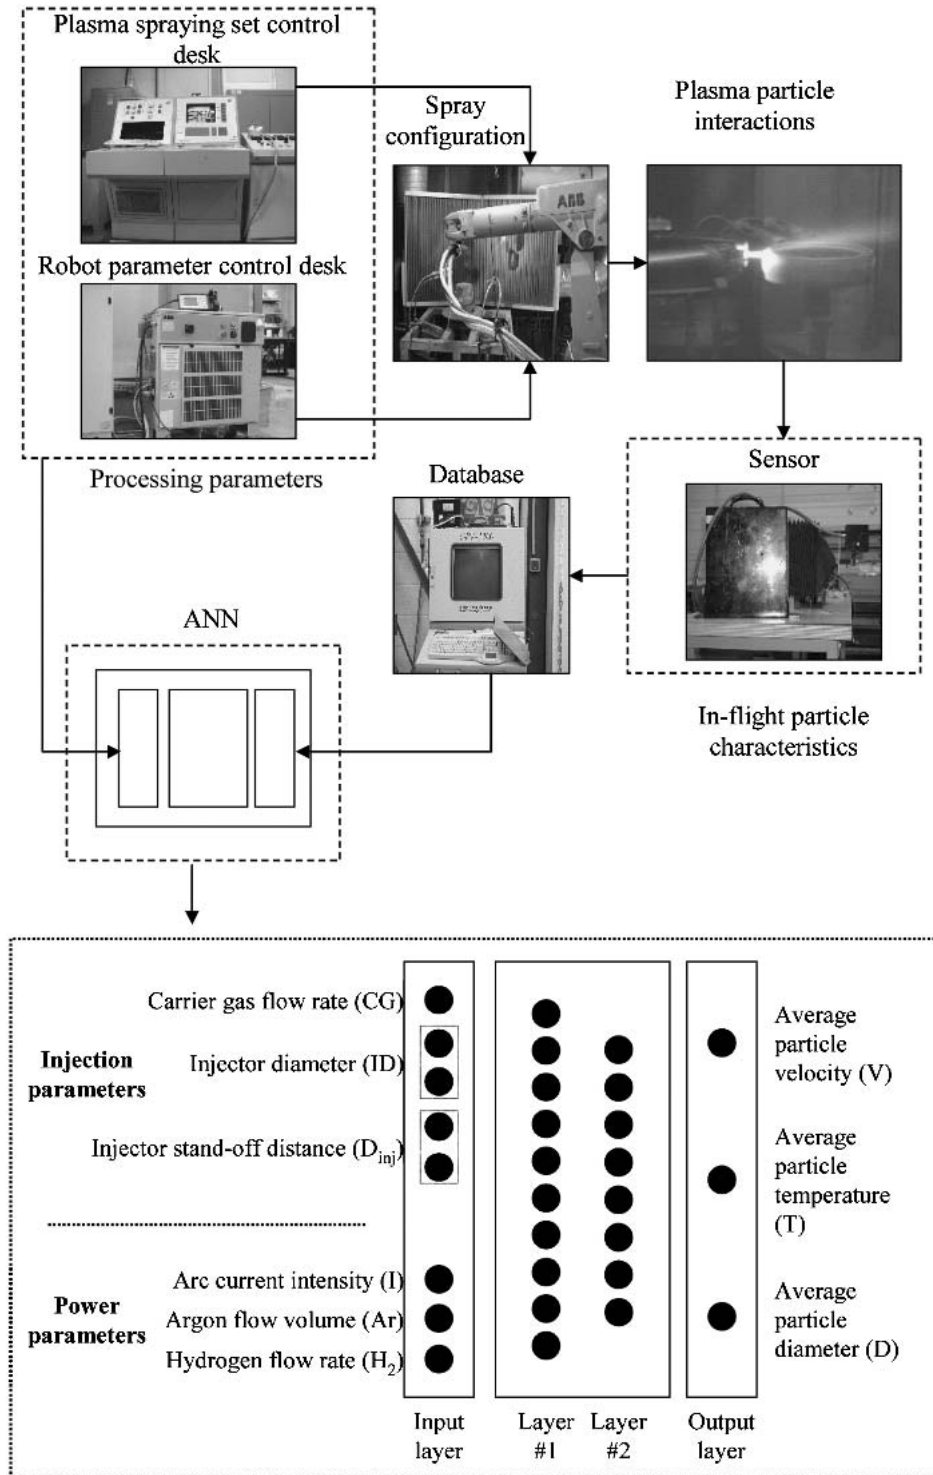 Plasma spraying set control
desk
Spray
configuration
Plasma particle
interactions
ABB
Robot parameter control desk
Processing parameters
Database
Sensor
ANN
In-flight particle
characteristics
Injection
parameters
Carrier gas flow rate (CG)
Injector diameter (ID)
Injector stand-off distance (Dinj)
Power
parameters
Arc current intensity (I)
Argon flow volume (Ar)
Hydrogen flow rate (H2)
Average
particle
velocity (V)
Average
particle
temperature
(T)
Average
particle
diameter (D)
Input
layer
Layer
#1
Layer
#2
Output
layer